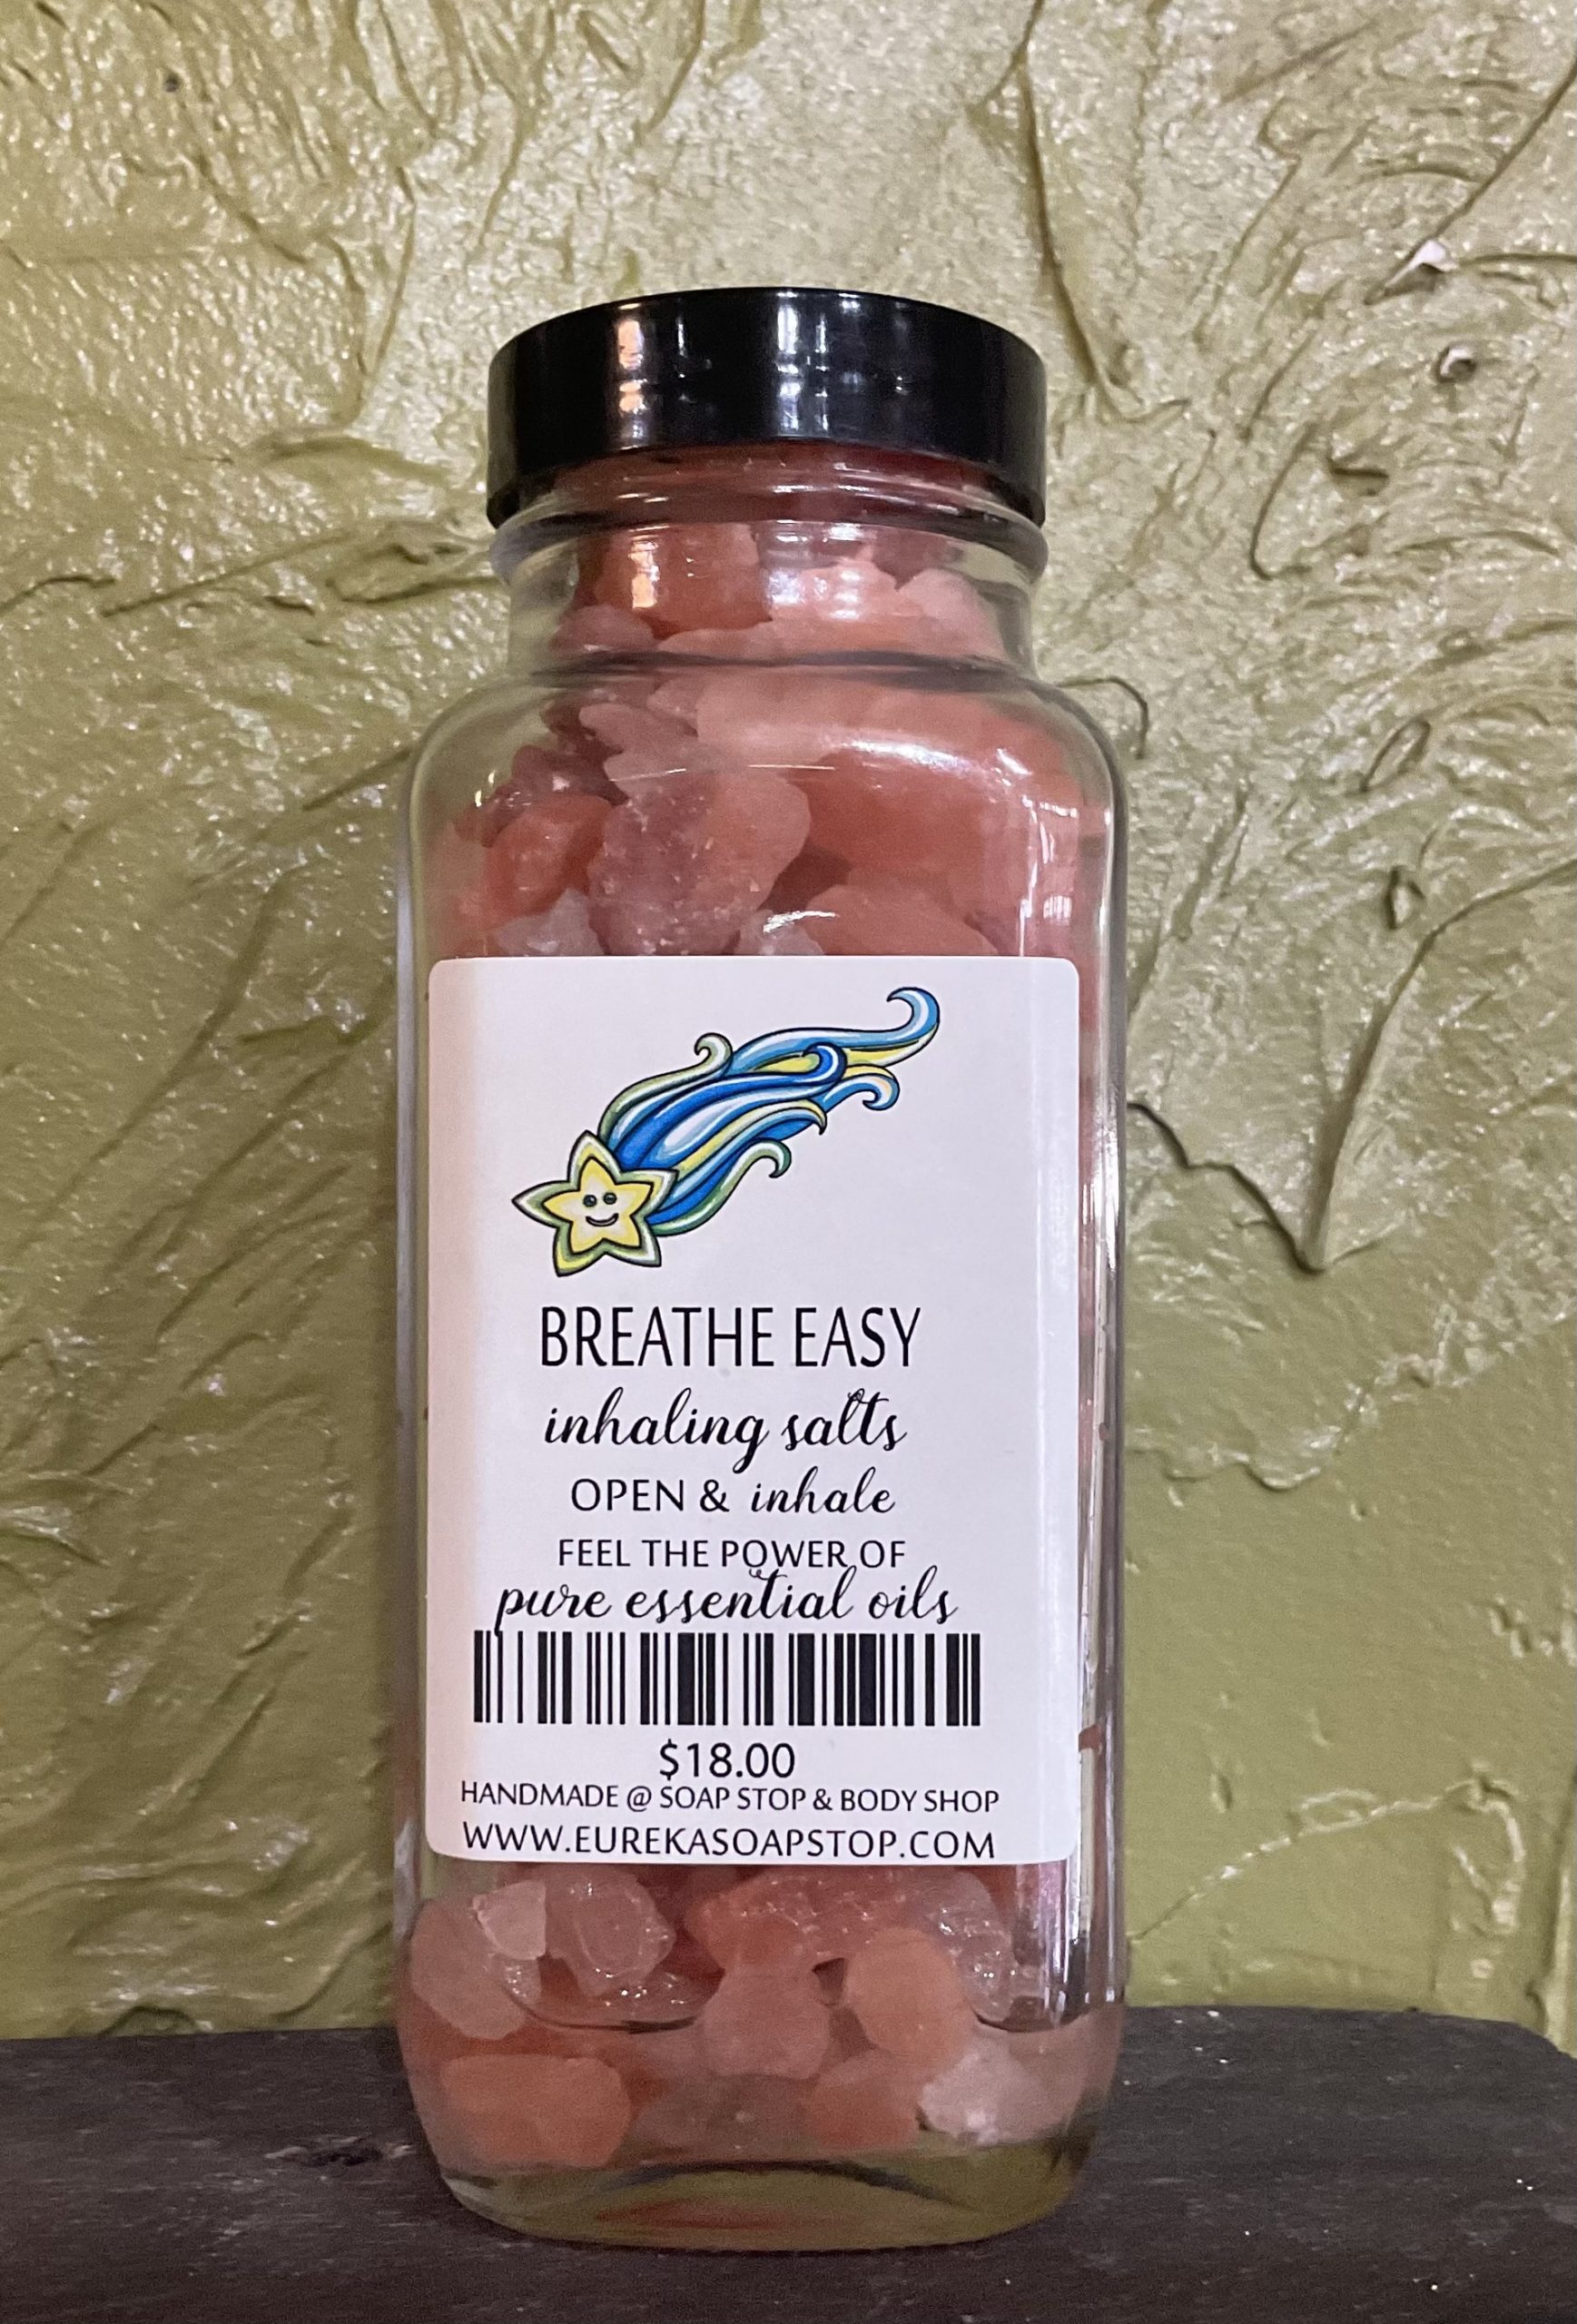 BREATHE EASY
inhaling salts
OPEN & inhale
FEEL THE POWER OF
pure essential oils
$18.00
HANDMADE @ SOAP STOP & BODY SHOP
WWW.EUREKASOAPSTOP.COM